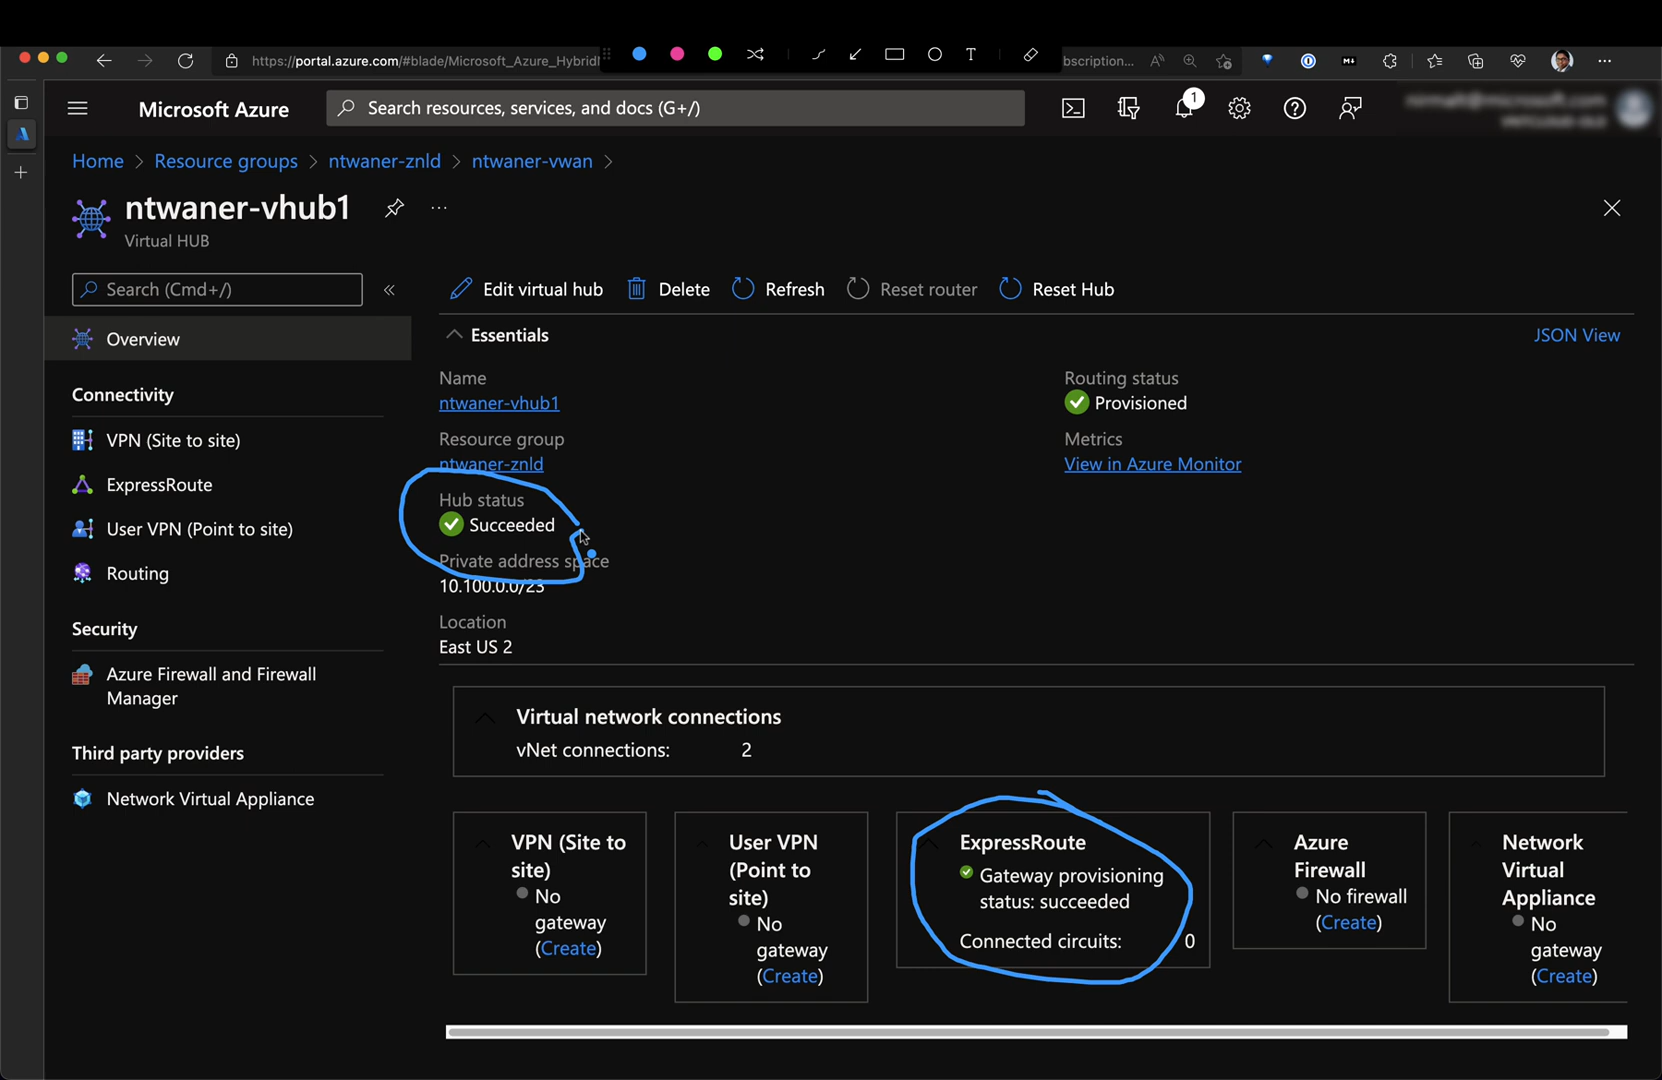 https://portal.azure.com/#blade/Microsoft_Azure_Hybrid
T
bscription...
Microsoft Azure
Search resources, services, and docs (G+/)
1
Home > Resource groups > ntwaner-znld > ntwaner-vwan >
ntwaner-vhub1
Virtual HUB
Search (Cmd+/)
Edit virtual hub
Delete
Refresh
Reset router
Reset Hub
Overview
Connectivity
VPN (Site to site)
ExpressRoute
User VPN (Point to site)
Routing
Security
Azure Firewall and Firewall
Manager
Third party providers
Network Virtual Appliance
Essentials
JSON View
Name
ntwaner-vhub1
Resource group
ntwaner-znld
Hub status
Succeeded
Private address space
10.100.0.0/23
Location
East US 2
Routing status
Provisioned
Metrics
View in Azure Monitor
Virtual network connections
vNet connections: 2
VPN (Site to
site)
No
gateway
(Create)
User VPN
(Point to
site)
No
gateway
(Create)
ExpressRoute
Gateway provisioning
status: succeeded
Connected circuits: 0
Azure
Firewall
No firewall
(Create)
Network
Virtual
Appliance
No
gateway
(Create)